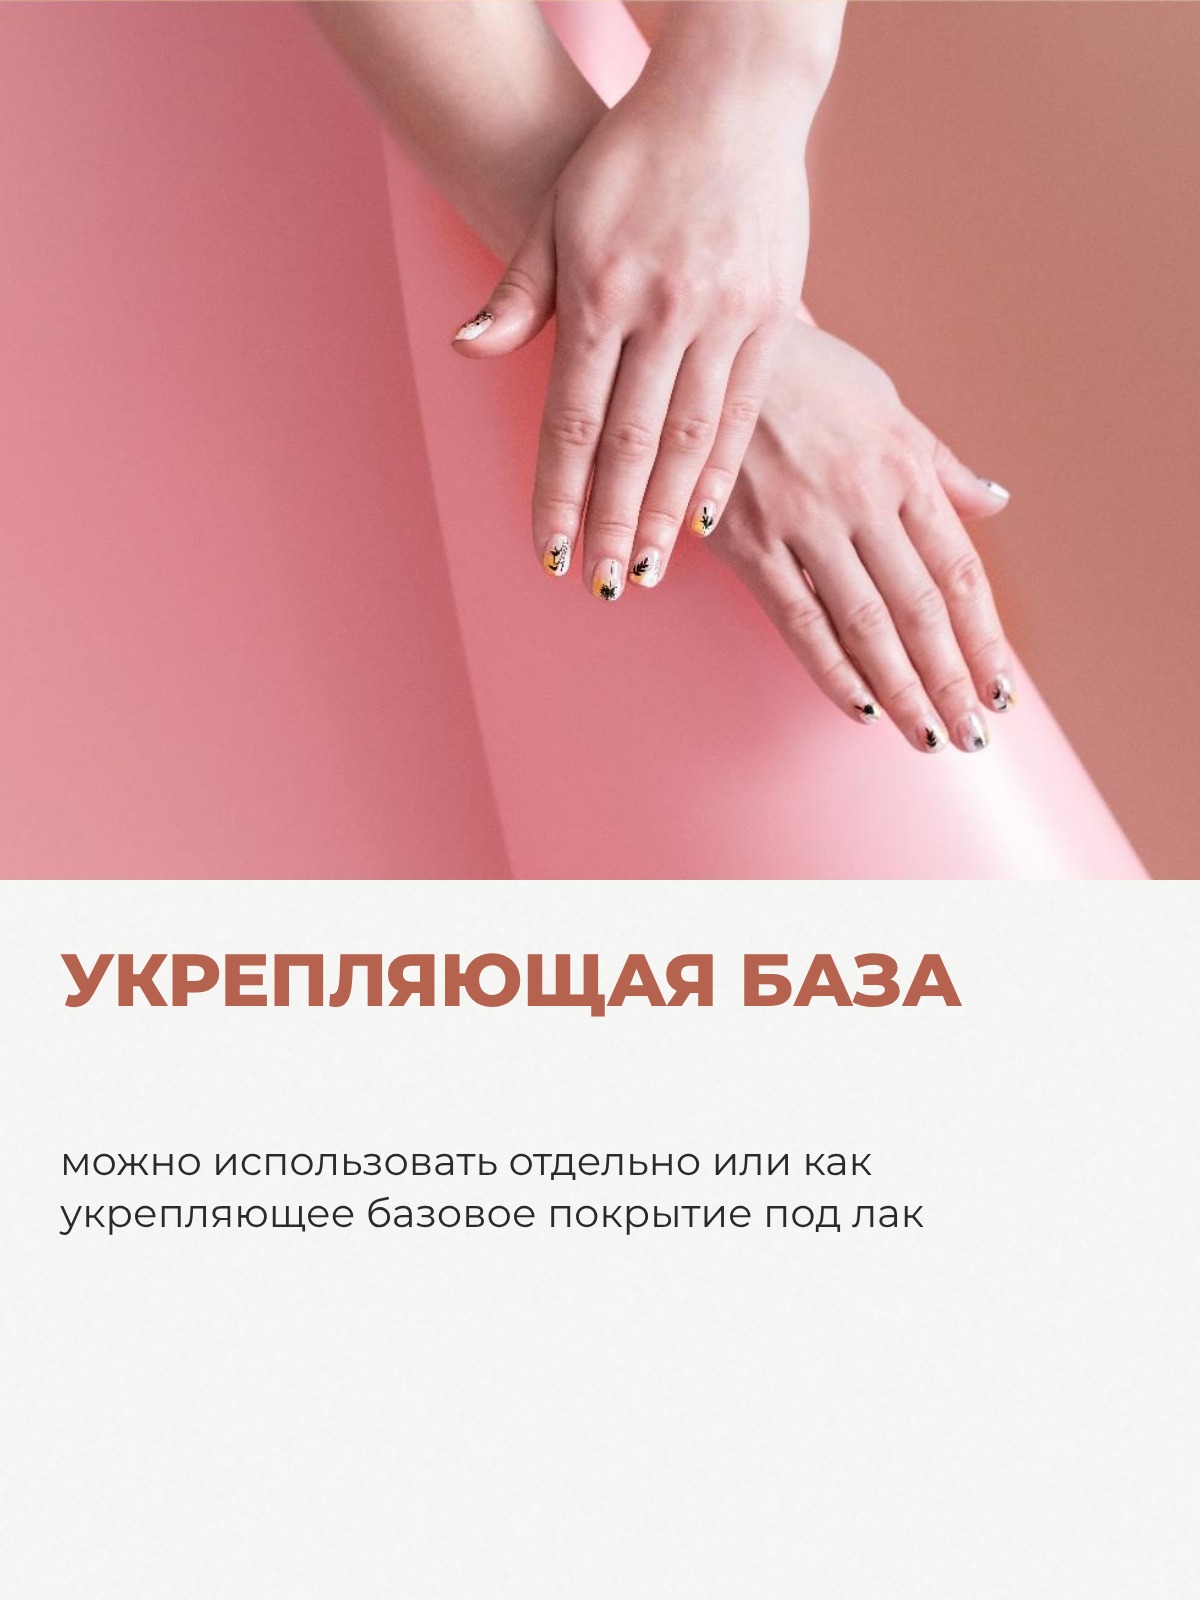 УКРЕПЛЯЮЩАЯ БАЗА
можно использовать отдельно или как
укрепляющее базовое покрытие под лак